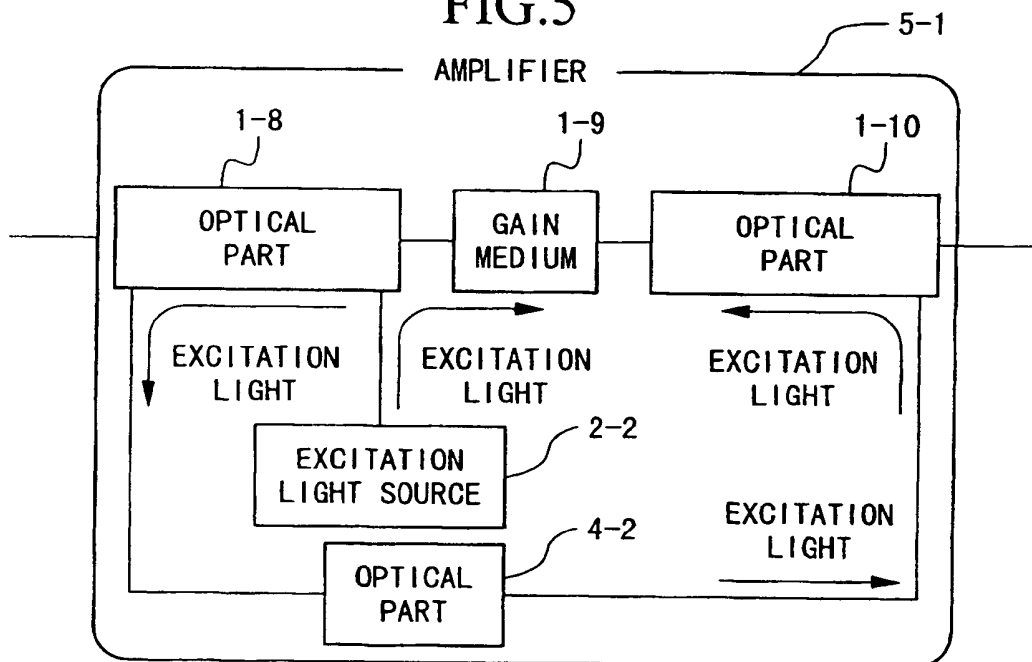 FIG.5
5-1
AMPLIFIER
1-8
1-9
1-10
OPTICAL
PART
GAIN
MEDIUM
OPTICAL
PART
EXCITATION
LIGHT
EXCITATION
LIGHT
EXCITATION
LIGHT
2-2
EXCITATION
LIGHT SOURCE
4-2
EXCITATION
LIGHT
OPTICAL
PART